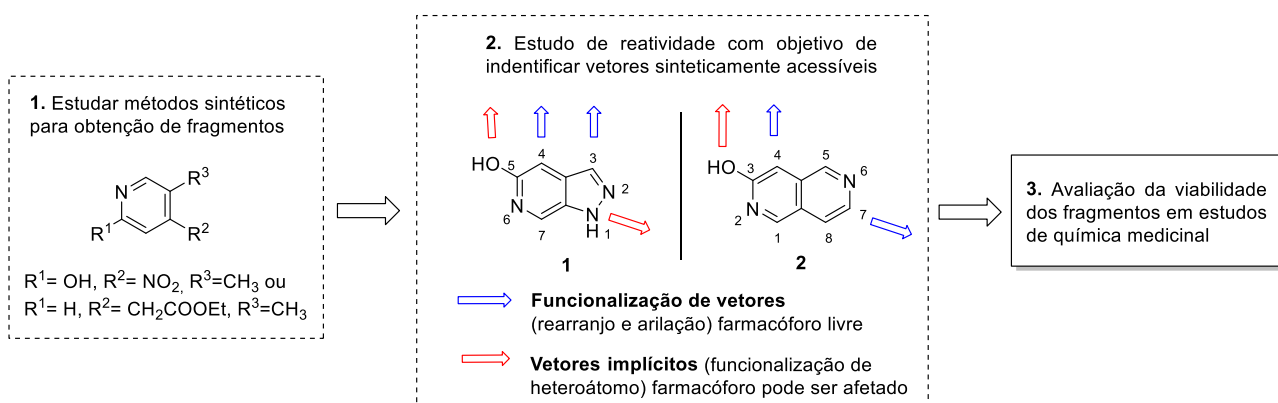 1. Estudar métodos sintéticos
para obtenção de fragmentos
N
R³
R¹
R²
R¹= OH, R²= NO₂, R³=CH₃ ou
R¹= H, R²= CH₂COOEt, R³=CH₃
2. Estudo de reatividade com objetivo de
indentificar vetores sinteticamente acessíveis
HO 5 4 3
N 2
N 6
7
N H 1
1
HO 3 4 5
N 6
N 2
7
1 8
2
Funcionalização de vetores
(rearranjo e arilação) farmacóforo livre
Vetores implícitos (funcionalização de
heteroátomo) farmacóforo pode ser afetado
3. Avaliação da viabilidade
dos fragmentos em estudos
de química medicinal